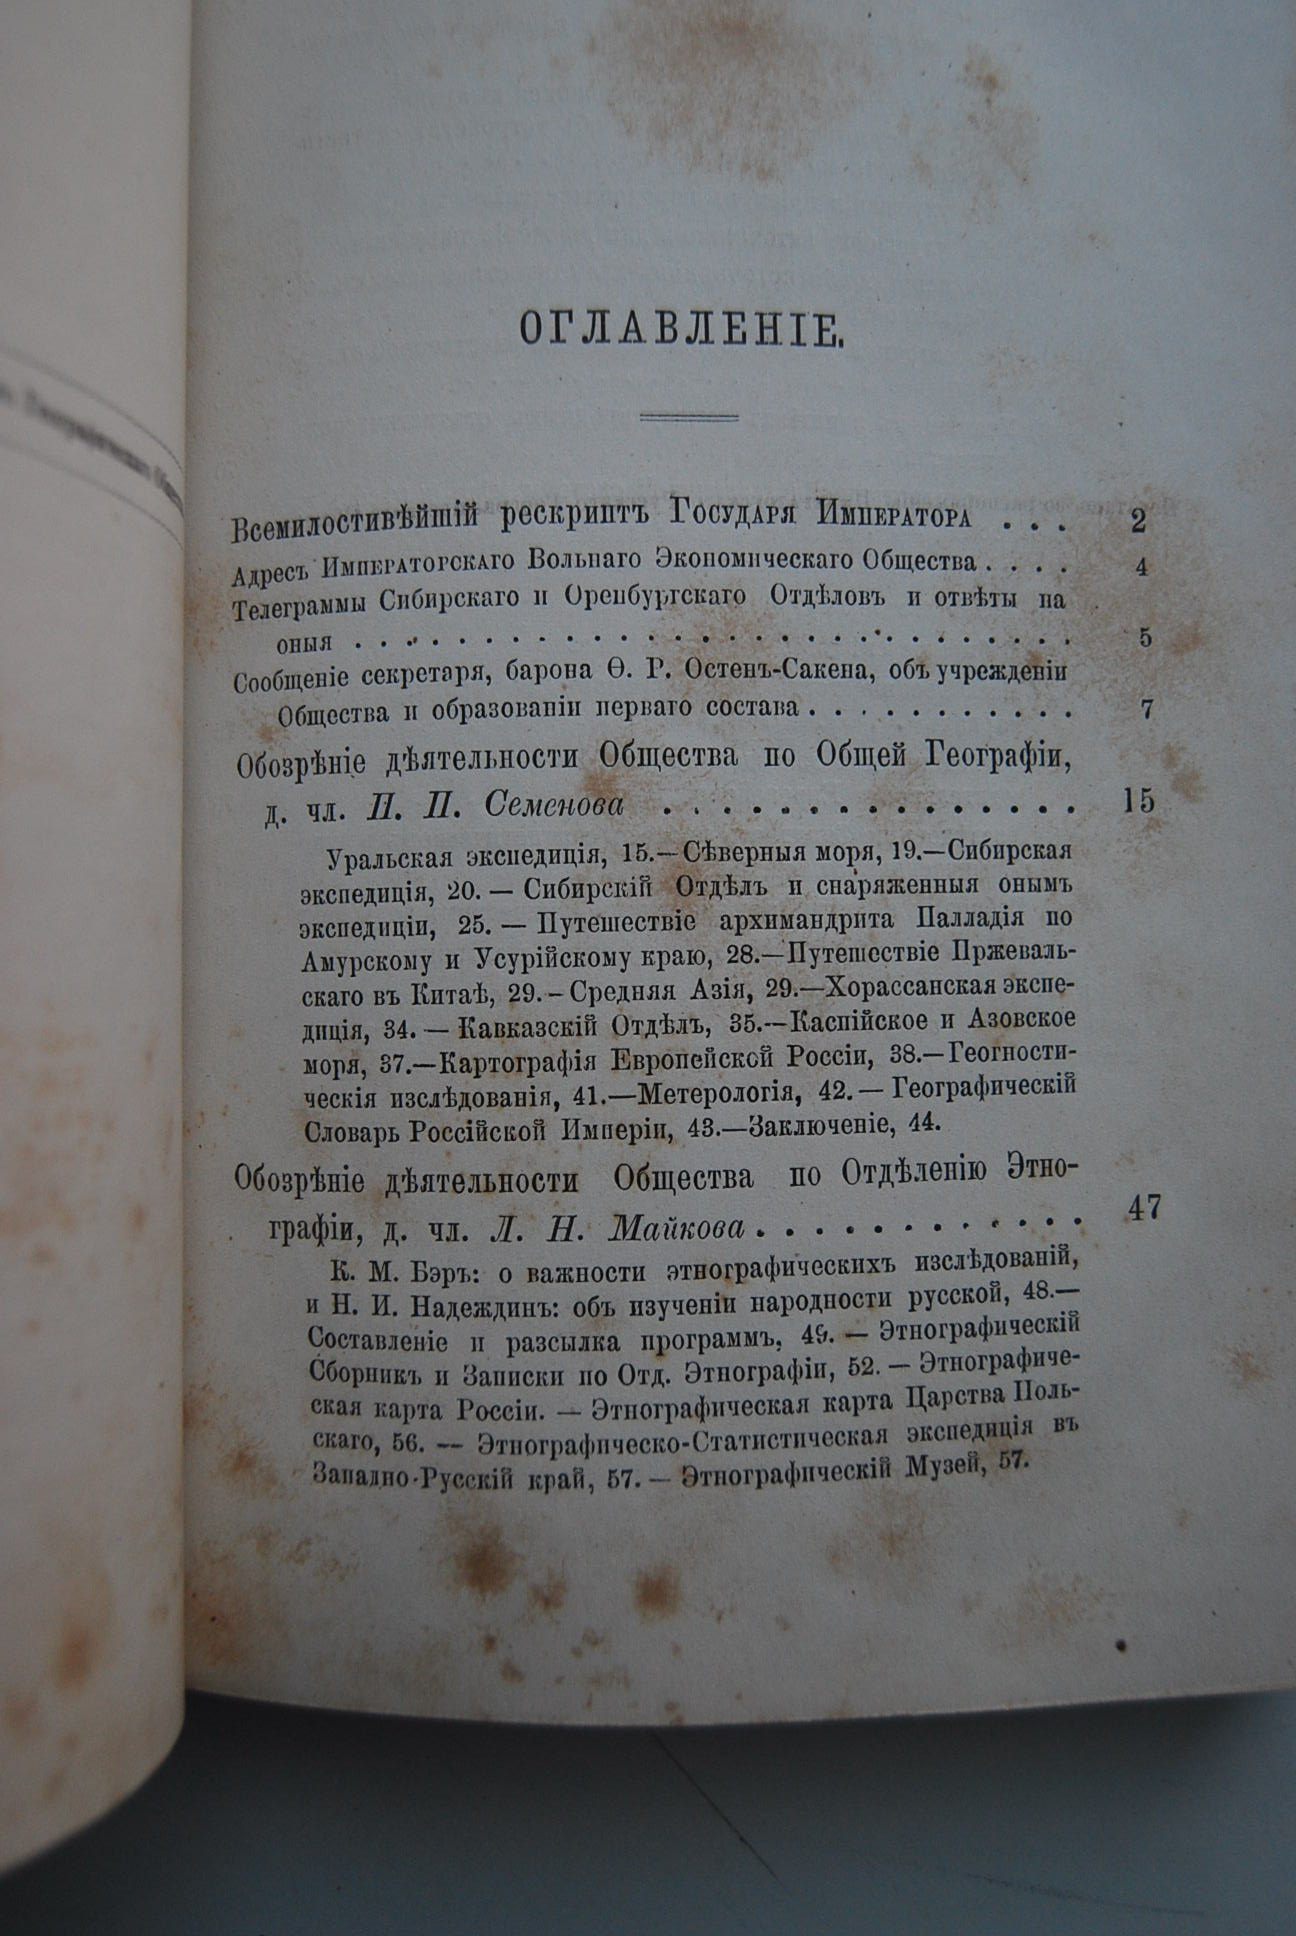 ОГЛАВЛЕНІЕ.
Всемилостивѣйшій рескриптъ Государя Императора . . . 2
Адресъ Императорскаго Вольнаго Экономическаго Общества . . . . 4
Телеграммы Сибирскаго и Оренбургскаго Отдѣловъ и отвѣты на
оныя . . . . . . . . . . . . . . . . . . . . . . . . . . . . 5
Сообщеніе секретаря, барона Ѳ. Р. Остенъ-Сакена, объ учрежденіи
Общества и образованіи перваго состава . . . . . . . . . . . 7
Обозрѣніе дѣятельности Общества по Общей Географіи,
д. чл. П. П. Семенова . . . . . . . . . . . . . . . 15
Уральская экспедиція, 15.—Сѣверныя моря, 19.—Сибирская
экспедиція, 20. — Сибирскій Отдѣлъ и снаряженныя онымъ
экспедиціи, 25. — Путешествіе архимандрита Палладія по
Амурскому и Усурійскому краю, 28.—Путешествіе Пржеваль-
скаго въ Китаѣ, 29.–Средняя Азія, 29.—Хорассанская экспе-
диція, 34. — Кавказскій Отдѣлъ, 35.—Каспійское и Азовское
моря, 37.—Картографія Европейской Россіи, 38.—Геогности-
ческія изслѣдованія, 41.—Метерологія, 42. — Географическій
Словарь Россійской Имперіи, 43.—Заключеніе, 44.
Обозрѣніе дѣятельности Общества по Отдѣленію Этно-
графіи, д. чл. Л. Н. Майкова . . . . . . . . . . . . 47
К. М. Бэръ: о важности этнографическихъ изслѣдованій,
и Н. И. Надеждинъ: объ изученіи народности русской, 48.—
Составленіе и разсылка программъ, 49. — Этнографическій
Сборникъ и Записки по Отд. Этнографіи, 52. — Этнографиче-
ская карта Россіи. — Этнографическая карта Царства Поль-
скаго, 56. — Этнографическо-Статистическая экспедиція въ
Западно-Русскій край, 57. — Этнографическій Музей, 57.